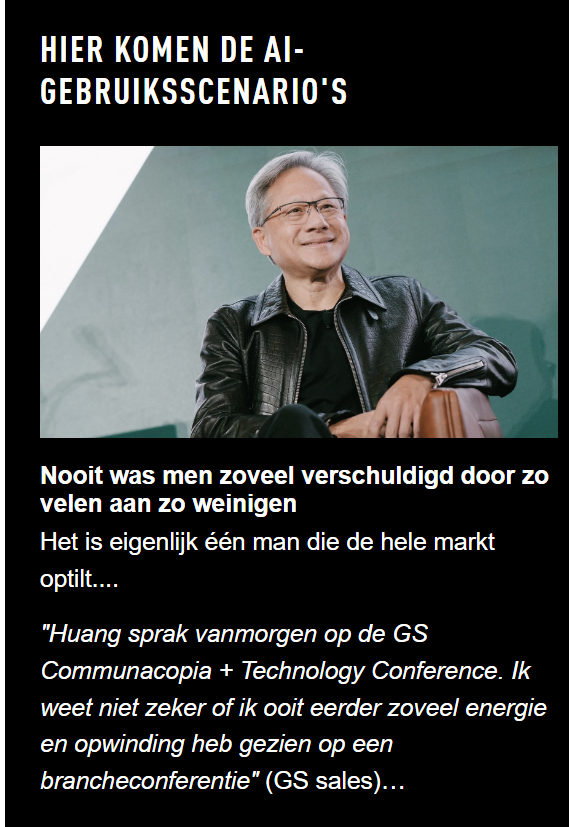 HIER KOMEN DE AI-
GEBRUIKSSCENARIO'S
Nooit was men zoveel verschuldigd door zo
velen aan zo weinigen
Het is eigenlijk één man die de hele markt
optilt....
"Huang sprak vanmorgen op de GS
Communacopia + Technology Conference. Ik
weet niet zeker of ik ooit eerder zoveel energie
en opwinding heb gezien op een
brancheconferentie" (GS sales)…